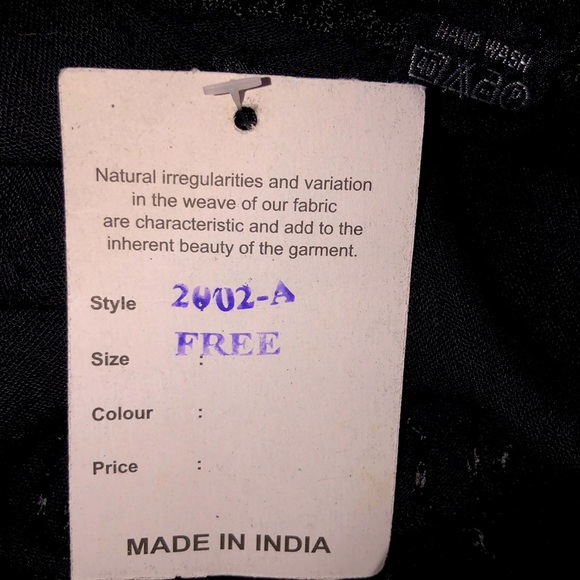 HAND WASH
Natural irregularities and variation
in the weave of our fabric
are characteristic and add to the
inherent beauty of the garment.
Style 2002-A
Size : FREE
Colour :
Price :
MADE IN INDIA